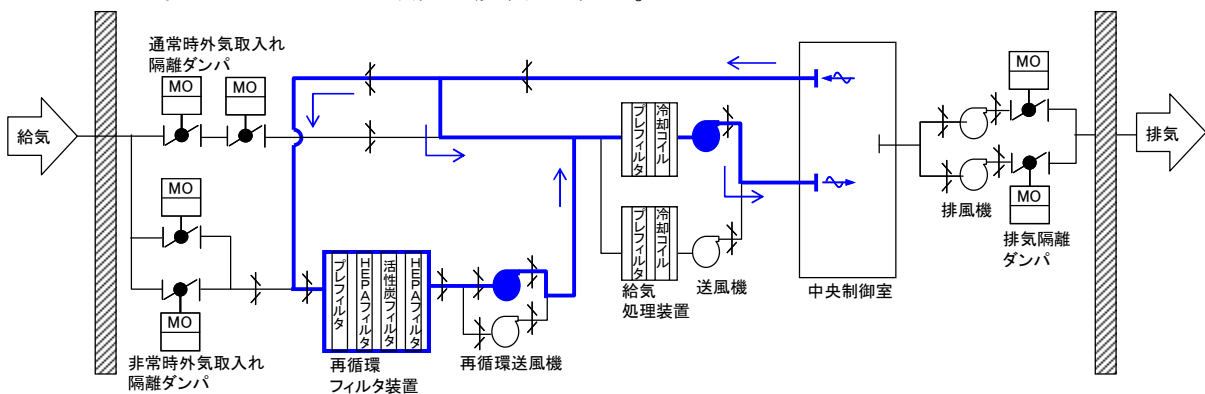 通常時外気取入れ
隔離ダンパ
MO
MO
給気
MO
MO
非常時外気取入れ
隔離ダンパ
プレフィルタ
HEPAフィルタ
活性炭フィルタ
HEPAフィルタ
再循環
フィルタ装置
再循環送風機
プレフィルタ
冷却コイル
プレフィルタ
冷却コイル
給気
処理装置
送風機
中央制御室
排風機
MO
MO
排気隔離
ダンパ
排気